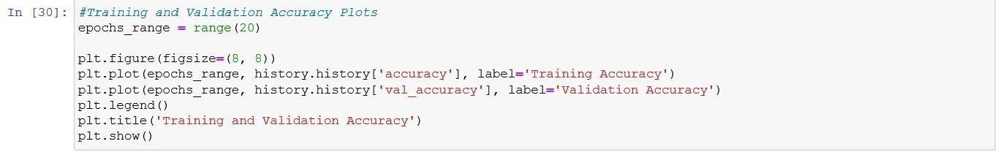 In [30]: #Training and Validation Accuracy Plots
epochs_range = range(20)
plt.figure(figsize=(8, 8))
plt.plot(epochs_range, history.history['accuracy'], label='Training Accuracy')
plt.plot(epochs_range, history.history['val_accuracy'], label='Validation Accuracy')
plt.legend()
plt.title('Training and Validation Accuracy')
plt.show()